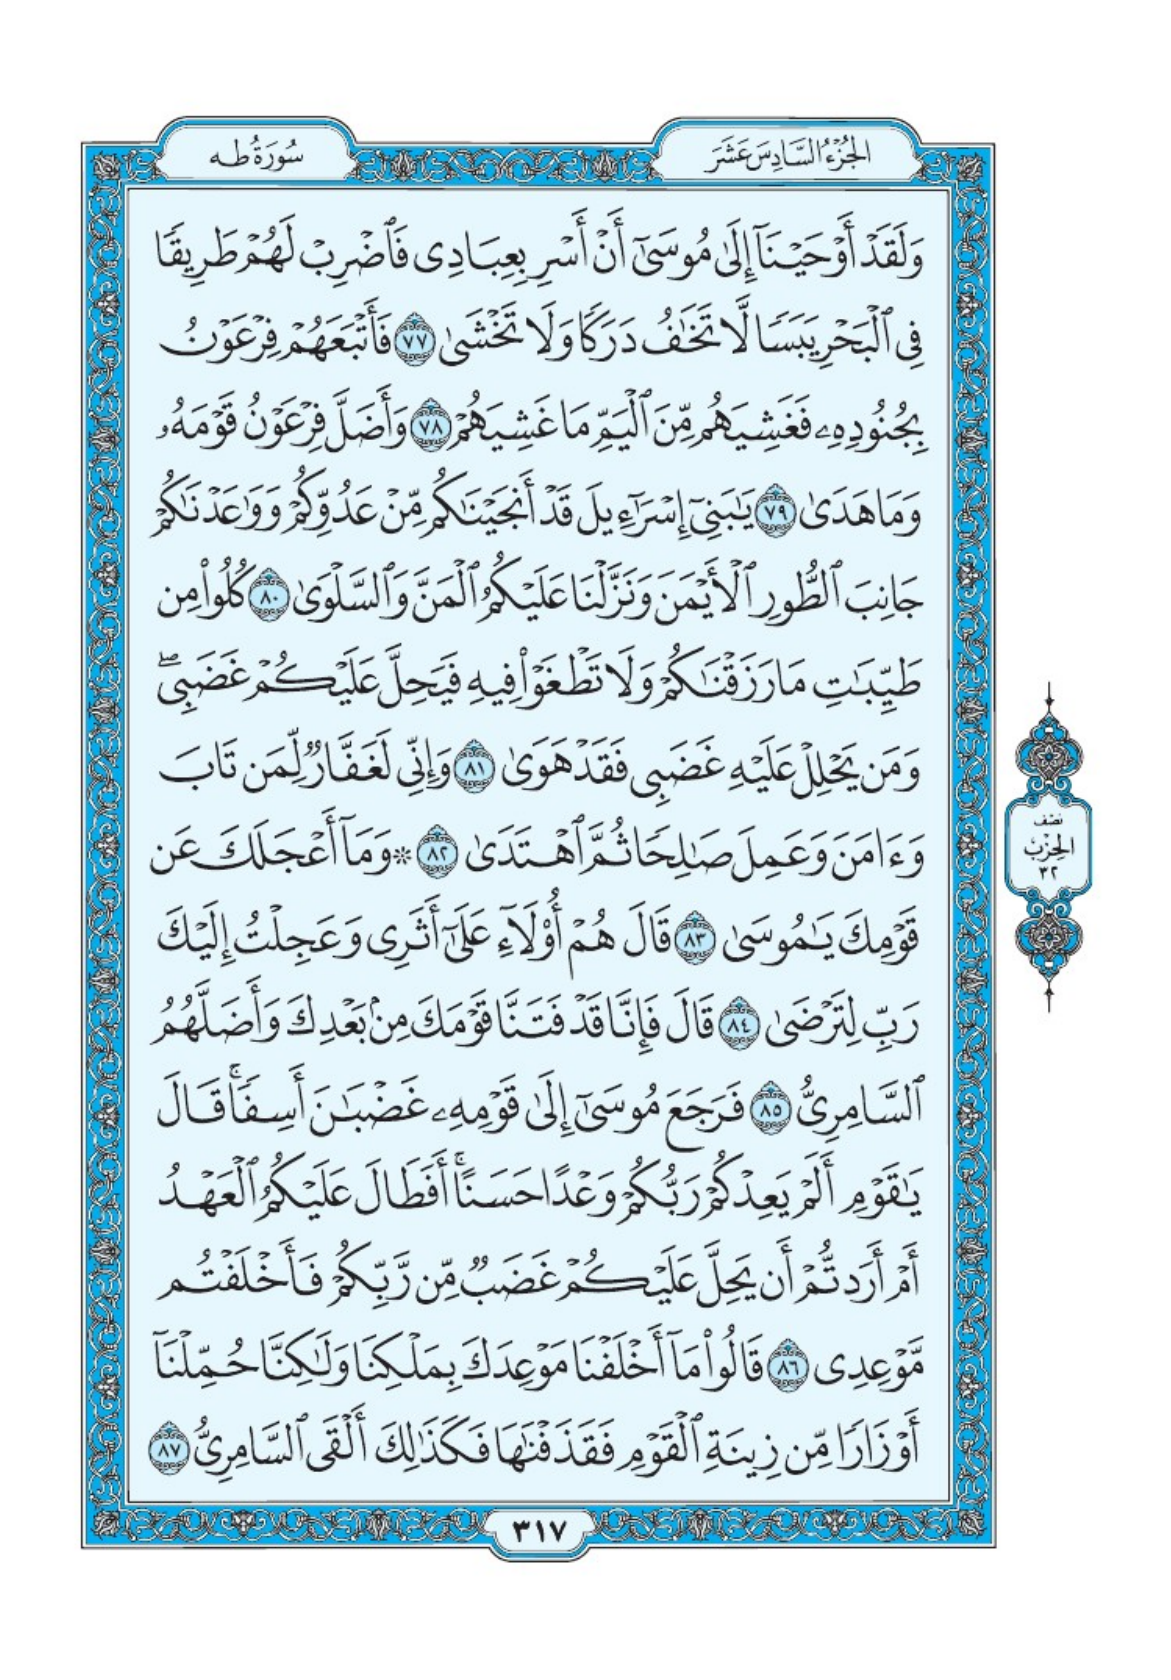 الجُزْءُ السَّادِسَ عَشَرَ
سُورَةُ طه
وَلَقَدْ أَوْحَيْنَآ إِلَىٰ مُوسَىٰٓ أَنْ أَسْرِ بِعِبَادِى فَٱضْرِبْ لَهُمْ طَرِيقًا
فِى ٱلْبَحْرِ يَبَسًا لَّا تَخَٰفُ دَرَكًا وَلَا تَخْشَىٰ ٧٧ فَأَتْبَعَهُمْ فِرْعَوْنُ
بِجُنُودِهِۦ فَغَشِيَهُم مِّنَ ٱلْيَمِّ مَا غَشِيَهُمْ ٧٨ وَأَضَلَّ فِرْعَوْنُ قَوْمَهُۥ
وَمَا هَدَىٰ ٧٩ يَٰبَنِىٓ إِسْرَٰٓءِيلَ قَدْ أَنجَيْنَٰكُم مِّنْ عَدُوِّكُمْ وَوَٰعَدْنَٰكُمْ
جَانِبَ ٱلطُّورِ ٱلْأَيْمَنَ وَنَزَّلْنَا عَلَيْكُمُ ٱلْمَنَّ وَٱلسَّلْوَىٰ ٨٠ كُلُوا۟ مِن
طَيِّبَٰتِ مَا رَزَقْنَٰكُمْ وَلَا تَطْغَوْا۟ فِيهِ فَيَحِلَّ عَلَيْكُمْ غَضَبِى ۖ
وَمَن يَحْلِلْ عَلَيْهِ غَضَبِى فَقَدْ هَوَىٰ ٨١ وَإِنِّى لَغَفَّارٌ لِّمَن تَابَ
وَءَامَنَ وَعَمِلَ صَٰلِحًا ثُمَّ ٱهْتَدَىٰ ٨٢ * وَمَآ أَعْجَلَكَ عَن
قَوْمِكَ يَٰمُوسَىٰ ٨٣ قَالَ هُمْ أُو۟لَآءِ عَلَىٰٓ أَثَرِى وَعَجِلْتُ إِلَيْكَ
رَبِّ لِتَرْضَىٰ ٨٤ قَالَ فَإِنَّا قَدْ فَتَنَّا قَوْمَكَ مِنۢ بَعْدِكَ وَأَضَلَّهُمُ
ٱلسَّامِرِىُّ ٨٥ فَرَجَعَ مُوسَىٰٓ إِلَىٰ قَوْمِهِۦ غَضْبَٰنَ أَسِفًا ۚ قَالَ
يَٰقَوْمِ أَلَمْ يَعِدْكُمْ رَبُّكُمْ وَعْدًا حَسَنًا ۚ أَفَطَالَ عَلَيْكُمُ ٱلْعَهْدُ
أَمْ أَرَدتُّمْ أَن يَحِلَّ عَلَيْكُمْ غَضَبٌ مِّن رَّبِّكُمْ فَأَخْلَفْتُم
مَّوْعِدِى ٨٦ قَالُوا۟ مَآ أَخْلَفْنَا مَوْعِدَكَ بِمَلْكِنَا وَلَٰكِنَّا حُمِّلْنَآ
أَوْزَارًا مِّن زِينَةِ ٱلْقَوْمِ فَقَذَفْنَٰهَا فَكَذَٰلِكَ أَلْقَى ٱلسَّامِرِىُّ ٨٧
نصْف
الحِزْبُ
٣٢
٣١٧